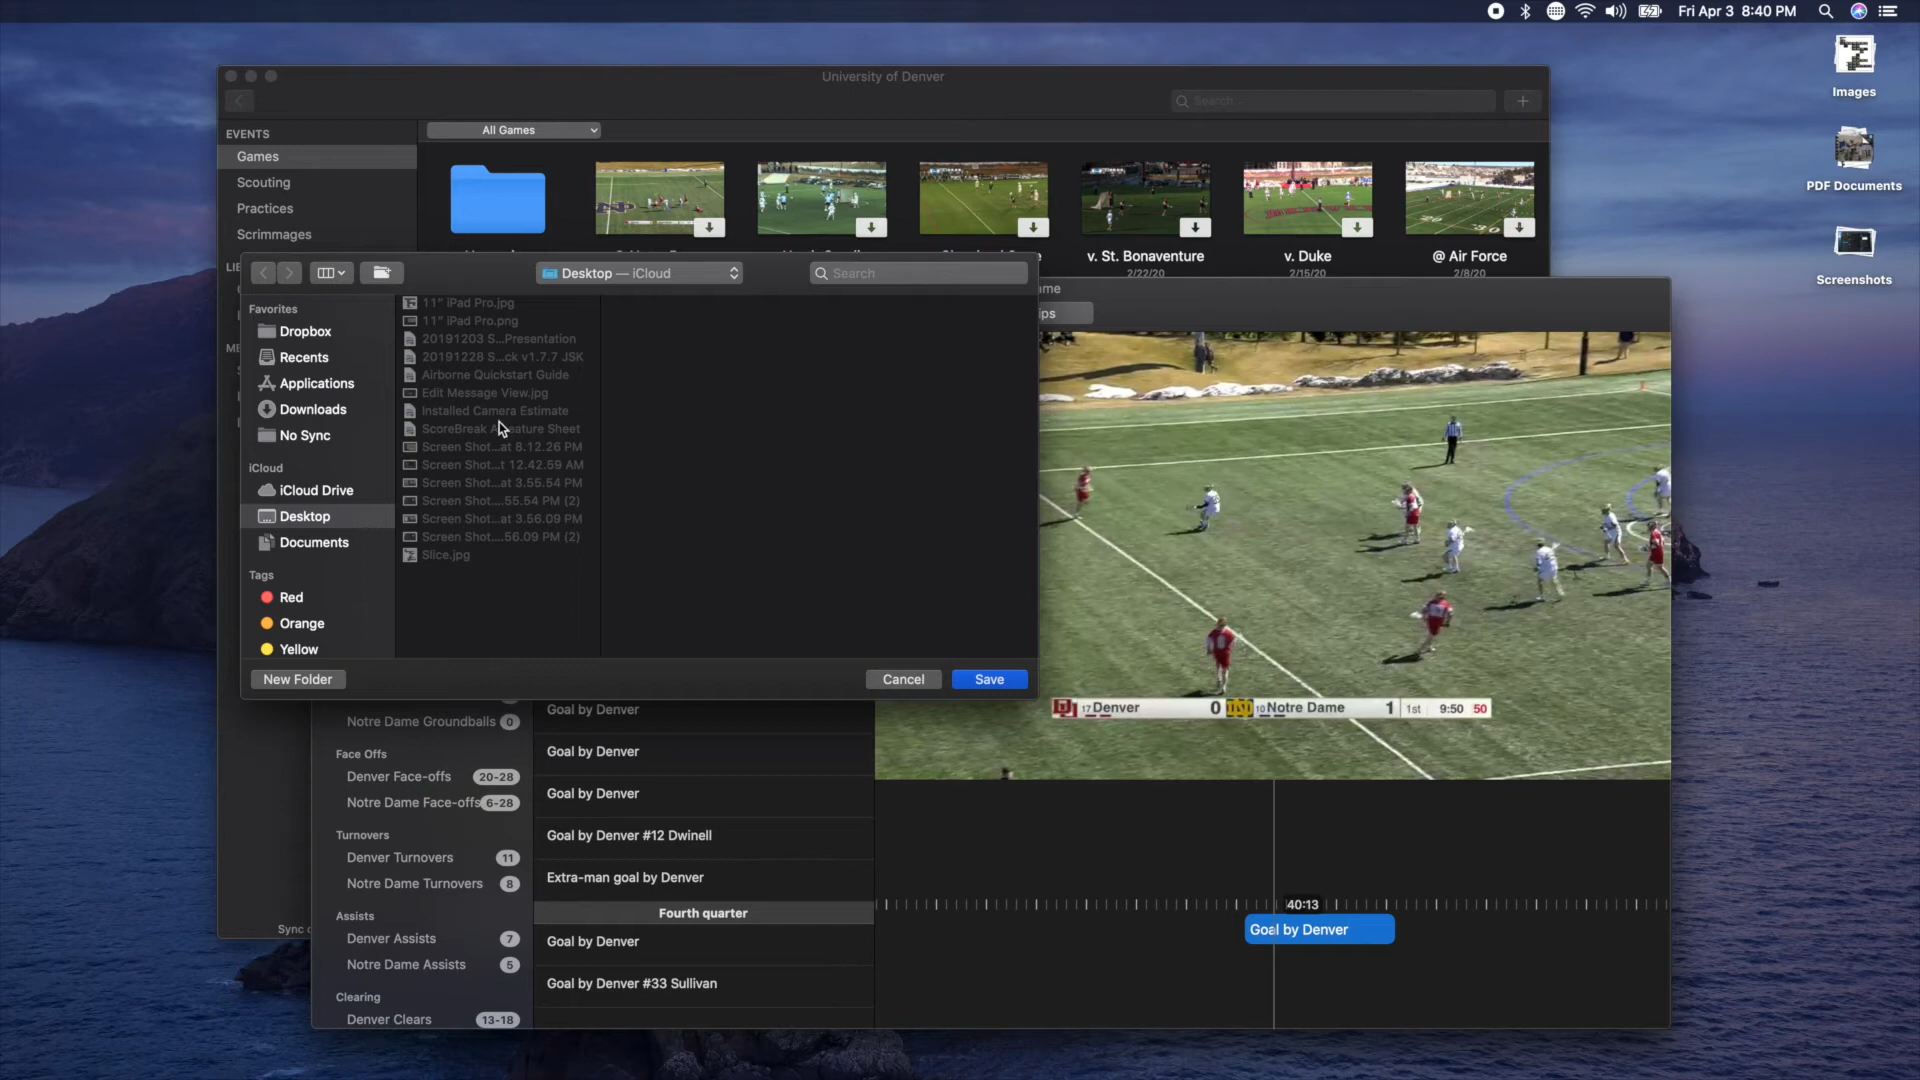 Fri Apr 3 8:40 PM
Images
PDF Documents
Screenshots
University of Denver
Search
EVENTS
Games
Scouting
Practices
Scrimmages
All Games
v. St. Bonaventure
2/22/20
v. Duke
2/15/20
@ Air Force
2/8/20
Desktop — iCloud
Search
Favorites
Dropbox
Recents
Applications
Downloads
No Sync
iCloud
iCloud Drive
Desktop
Documents
Tags
Red
Orange
Yellow
11" iPad Pro.jpg
11" iPad Pro.png
20191203 S...Presentation
20191228 S...ck v1.7.7 JSK
Airborne Quickstart Guide
Edit Message View.jpg
Installed Camera Estimate
ScoreBreak
eature Sheet
Screen Shot...at 8.12.26 PM
Screen Shot...t 12.42.59 AM
Screen Shot...at 3.55.54 PM
Screen Shot....55.54 PM (2)
Screen Shot...at 3.56.09 PM
Screen Shot....56.09 PM (2)
Slice.jpg
New Folder
Cancel
Save
17 Denver 0 10 Notre Dame 1 1st 9:50 50
Notre Dame Groundballs 0
Face Offs
Denver Face-offs 20-28
Notre Dame Face-offs 6-28
Turnovers
Denver Turnovers 11
Notre Dame Turnovers 8
Assists
Denver Assists 7
Notre Dame Assists 5
Clearing
Denver Clears 13-18
Goal by Denver
Goal by Denver
Goal by Denver
Goal by Denver #12 Dwinell
Extra-man goal by Denver
Fourth quarter
Goal by Denver
Goal by Denver #33 Sullivan
40:13
Goal by Denver
Sync